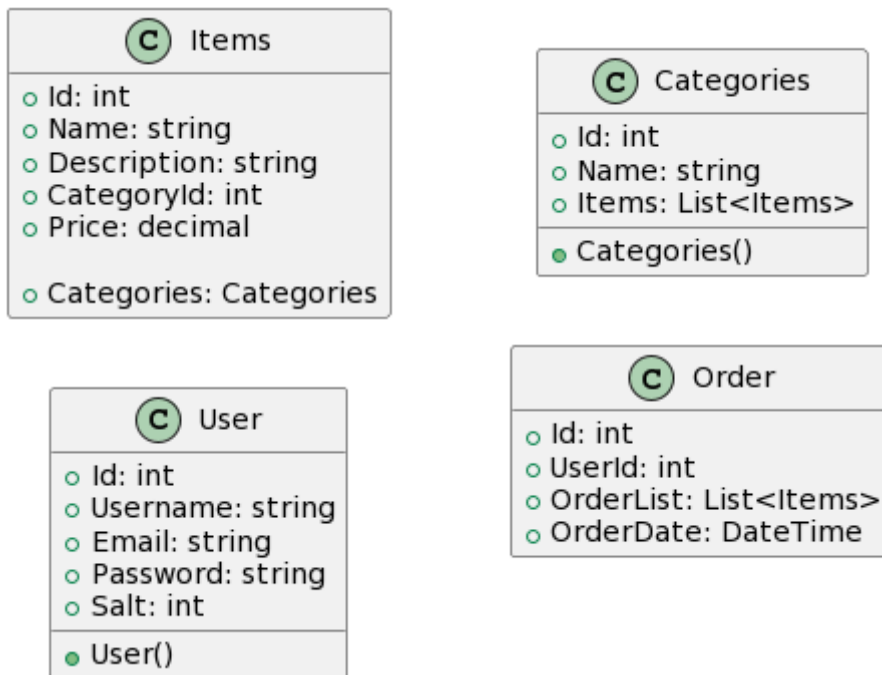 C Items
Id: int
Name: string
Description: string
CategoryId: int
Price: decimal
Categories: Categories
C Categories
Id: int
Name: string
Items: List<Items>
Categories()
C User
Id: int
Username: string
Email: string
Password: string
Salt: int
User()
C Order
Id: int
UserId: int
OrderList: List<Items>
OrderDate: DateTime